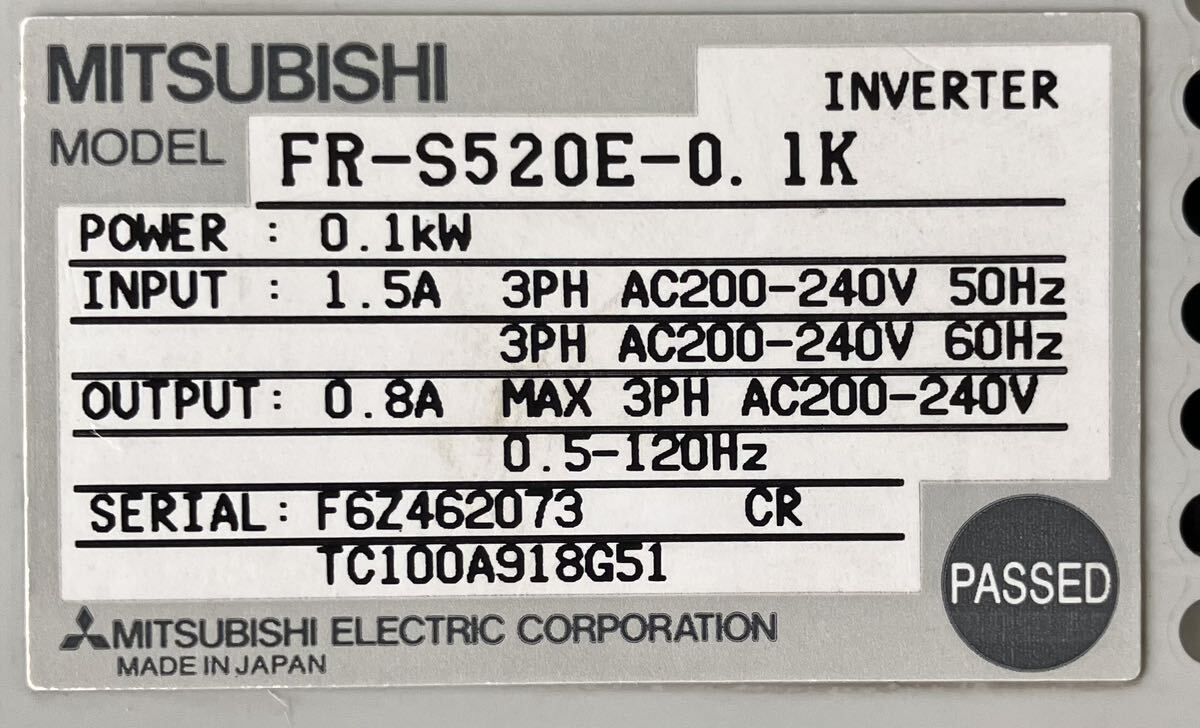 MITSUBISHI
INVERTER
MODEL FR-S520E-0.1K
POWER : 0.1kW
INPUT : 1.5A 3PH AC200-240V 50Hz
3PH AC200-240V 60Hz
OUTPUT: 0.8A MAX 3PH AC200-240V
0.5-120Hz
SERIAL: F6Z462073 CR
TC100A918G51
PASSED
MITSUBISHI ELECTRIC CORPORATION
MADE IN JAPAN